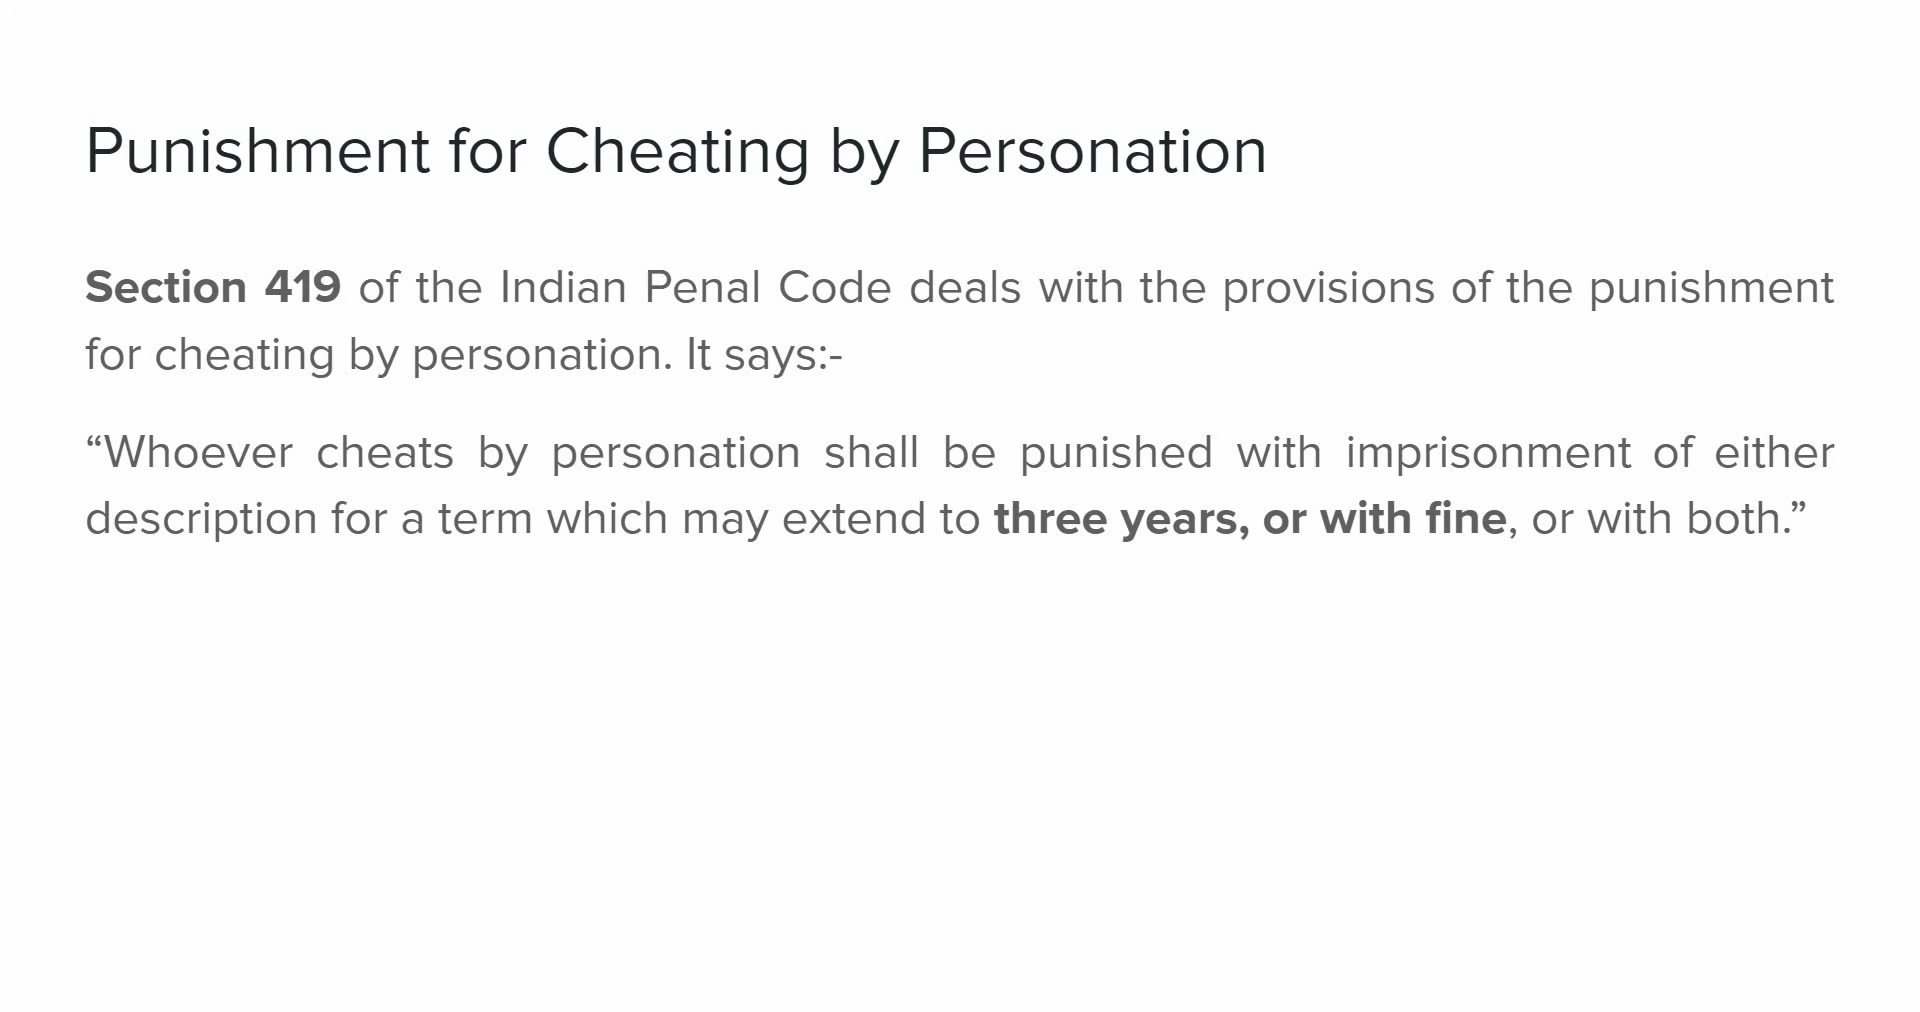 Punishment for Cheating by Personation
Section 419 of the Indian Penal Code deals with the provisions of the punishment
for cheating by personation. It says:-
“Whoever cheats by personation shall be punished with imprisonment of either
description for a term which may extend to three years, or with fine, or with both.”